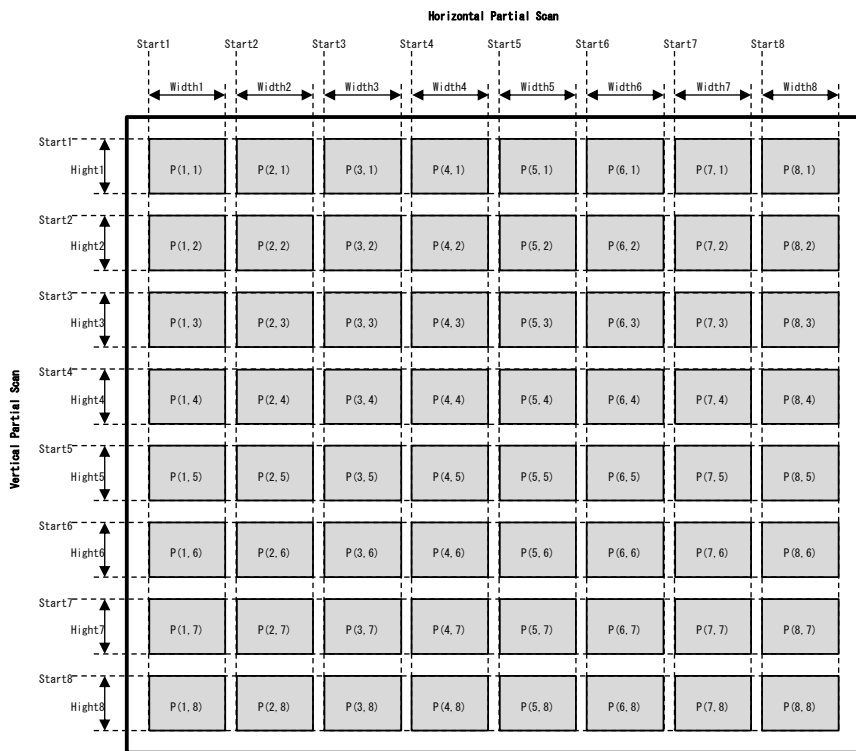 Horizontal Partial Scan
Start1 Start2 Start3 Start4 Start5 Start6 Start7 Start8
Width1 Width2 Width3 Width4 Width5 Width6 Width7 Width8
Vertical Partial Scan
Start1
Hight1 P(1,1) P(2,1) P(3,1) P(4,1) P(5,1) P(6,1) P(7,1) P(8,1)
Start2
Hight2 P(1,2) P(2,2) P(3,2) P(4,2) P(5,2) P(6,2) P(7,2) P(8,2)
Start3
Hight3 P(1,3) P(2,3) P(3,3) P(4,3) P(5,3) P(6,3) P(7,3) P(8,3)
Start4
Hight4 P(1,4) P(2,4) P(3,4) P(4,4) P(5,4) P(6,4) P(7,4) P(8,4)
Start5
Hight5 P(1,5) P(2,5) P(3,5) P(4,5) P(5,5) P(6,5) P(7,5) P(8,5)
Start6
Hight6 P(1,6) P(2,6) P(3,6) P(4,6) P(5,6) P(6,6) P(7,6) P(8,6)
Start7
Hight7 P(1,7) P(2,7) P(3,7) P(4,7) P(5,7) P(6,7) P(7,7) P(8,7)
Start8
Hight8 P(1,8) P(2,8) P(3,8) P(4,8) P(5,8) P(6,8) P(7,8) P(8,8)